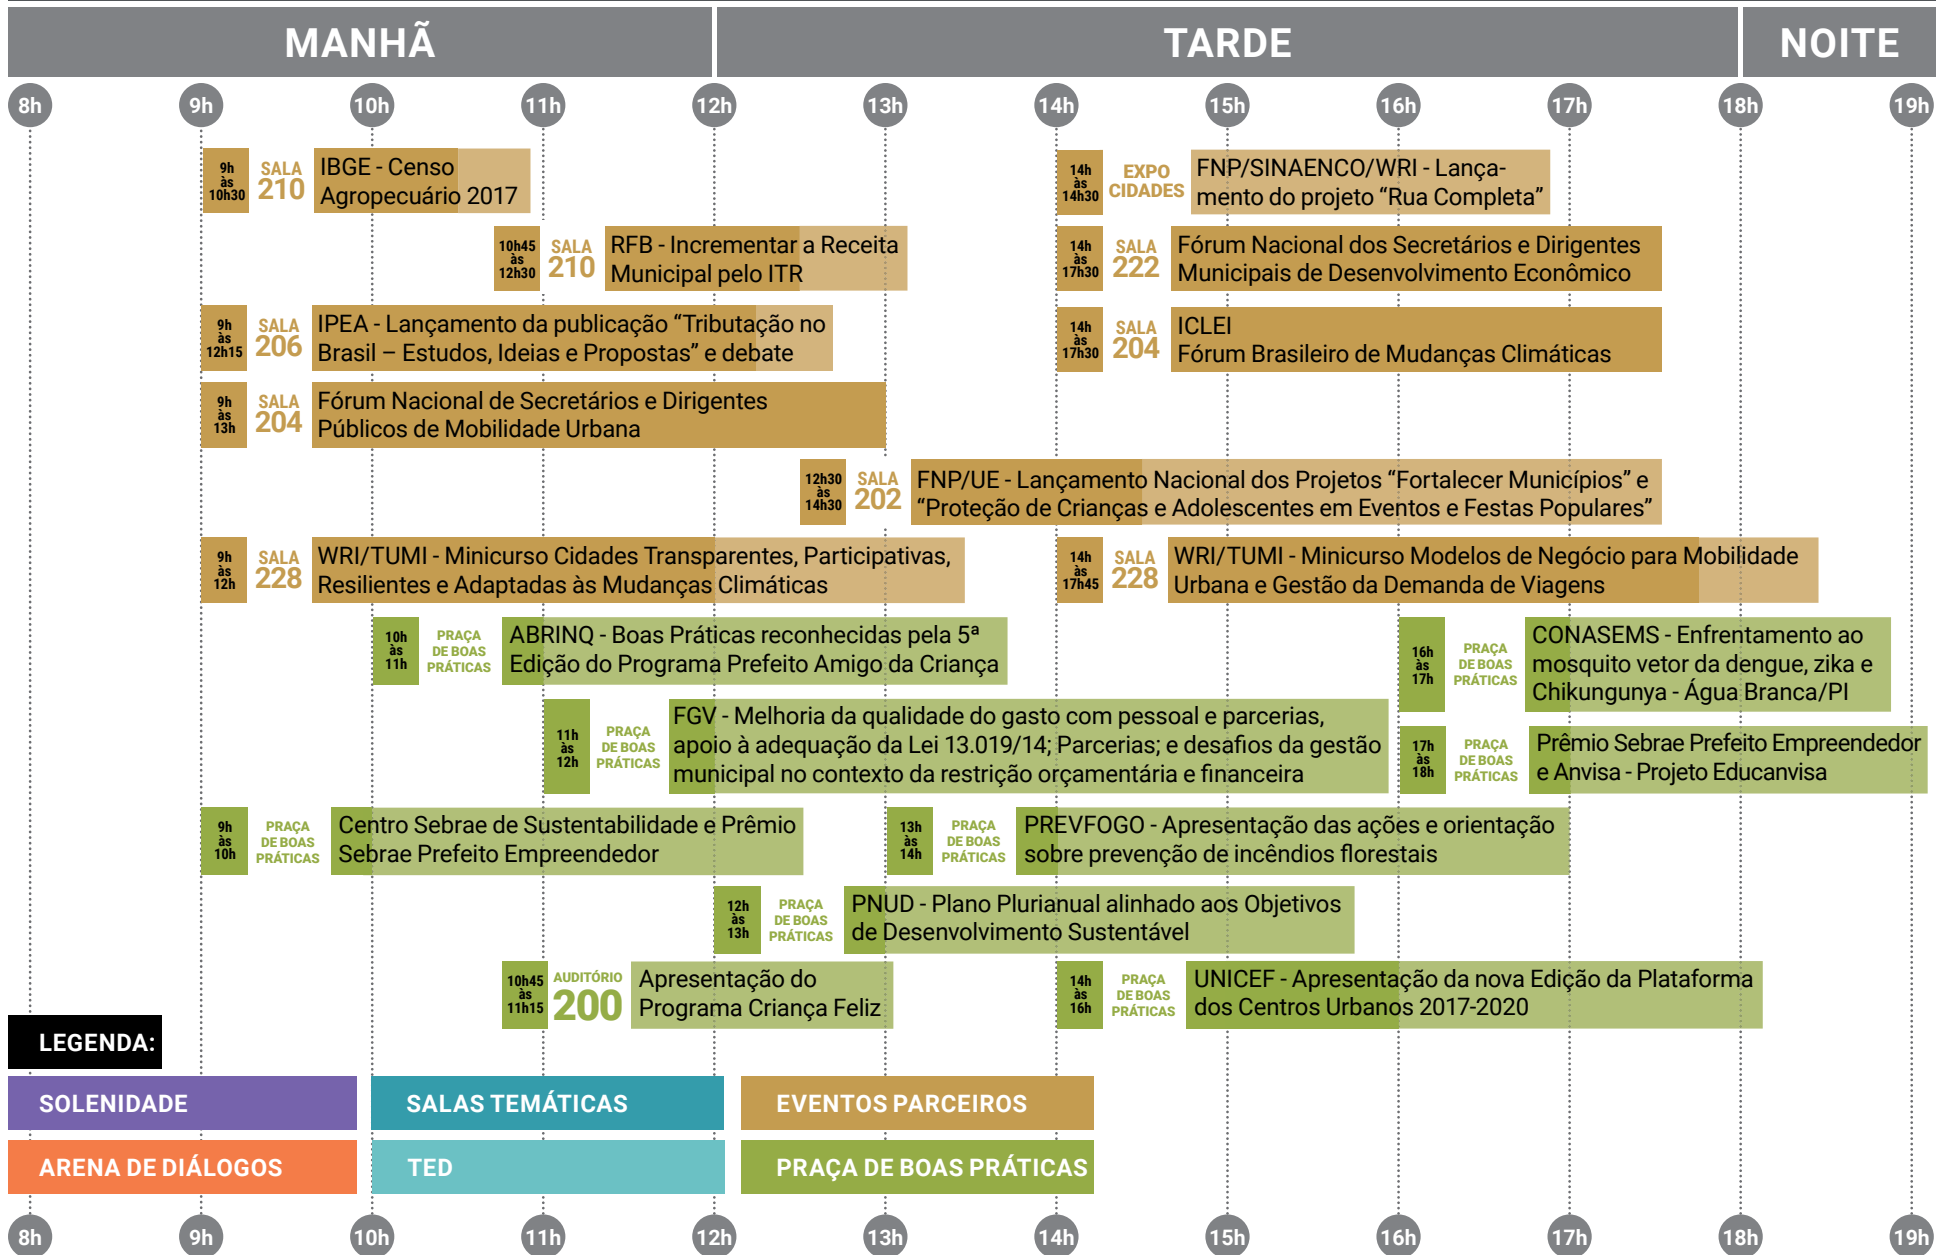 MANHÃ
TARDE
NOITE
8h 9h 10h 11h 12h 13h 14h 15h 16h 17h 18h 19h
9h
às
10h30
SALA
210
IBGE - Censo
Agropecuário 2017
14h
às
14h30
EXPO
CIDADES
FNP/SINAENCO/WRI - Lança-
mento do projeto “Rua Completa”
10h45
às
12h30
SALA
210
RFB - Incrementar a Receita
Municipal pelo ITR
14h
às
17h30
SALA
222
Fórum Nacional dos Secretários e Dirigentes
Municipais de Desenvolvimento Econômico
9h
às
12h15
SALA
206
IPEA - Lançamento da publicação “Tributação no
Brasil – Estudos, Ideias e Propostas” e debate
14h
às
17h30
SALA
204
ICLEI
Fórum Brasileiro de Mudanças Climáticas
9h
às
13h
SALA
204
Fórum Nacional de Secretários e Dirigentes
Públicos de Mobilidade Urbana
12h30
às
14h30
SALA
202
FNP/UE - Lançamento Nacional dos Projetos “Fortalecer Municípios” e
“Proteção de Crianças e Adolescentes em Eventos e Festas Populares”
9h
às
12h
SALA
228
WRI/TUMI - Minicurso Cidades Transparentes, Participativas,
Resilientes e Adaptadas às Mudanças Climáticas
14h
às
17h45
SALA
228
WRI/TUMI - Minicurso Modelos de Negócio para Mobilidade
Urbana e Gestão da Demanda de Viagens
10h
às
11h
PRAÇA
DE BOAS
PRÁTICAS
ABRINQ - Boas Práticas reconhecidas pela 5ª
Edição do Programa Prefeito Amigo da Criança
16h
às
17h
PRAÇA
DE BOAS
PRÁTICAS
CONASEMS - Enfrentamento ao
mosquito vetor da dengue, zika e
Chikungunya - Água Branca/PI
11h
às
12h
PRAÇA
DE BOAS
PRÁTICAS
FGV - Melhoria da qualidade do gasto com pessoal e parcerias,
apoio à adequação da Lei 13.019/14; Parcerias; e desafios da gestão
municipal no contexto da restrição orçamentária e financeira
17h
às
18h
PRAÇA
DE BOAS
PRÁTICAS
Prêmio Sebrae Prefeito Empreendedor
e Anvisa - Projeto Educanvisa
9h
às
10h
PRAÇA
DE BOAS
PRÁTICAS
Centro Sebrae de Sustentabilidade e Prêmio
Sebrae Prefeito Empreendedor
13h
às
14h
PRAÇA
DE BOAS
PRÁTICAS
PREVFOGO - Apresentação das ações e orientação
sobre prevenção de incêndios florestais
12h
às
13h
PRAÇA
DE BOAS
PRÁTICAS
PNUD - Plano Plurianual alinhado aos Objetivos
de Desenvolvimento Sustentável
10h45
às
11h15
AUDITÓRIO
200
Apresentação do
Programa Criança Feliz
14h
às
16h
PRAÇA
DE BOAS
PRÁTICAS
UNICEF - Apresentação da nova Edição da Plataforma
dos Centros Urbanos 2017-2020
LEGENDA:
SOLENIDADE
SALAS TEMÁTICAS
EVENTOS PARCEIROS
ARENA DE DIÁLOGOS
TED
PRAÇA DE BOAS PRÁTICAS
8h 9h 10h 11h 12h 13h 14h 15h 16h 17h 18h 19h